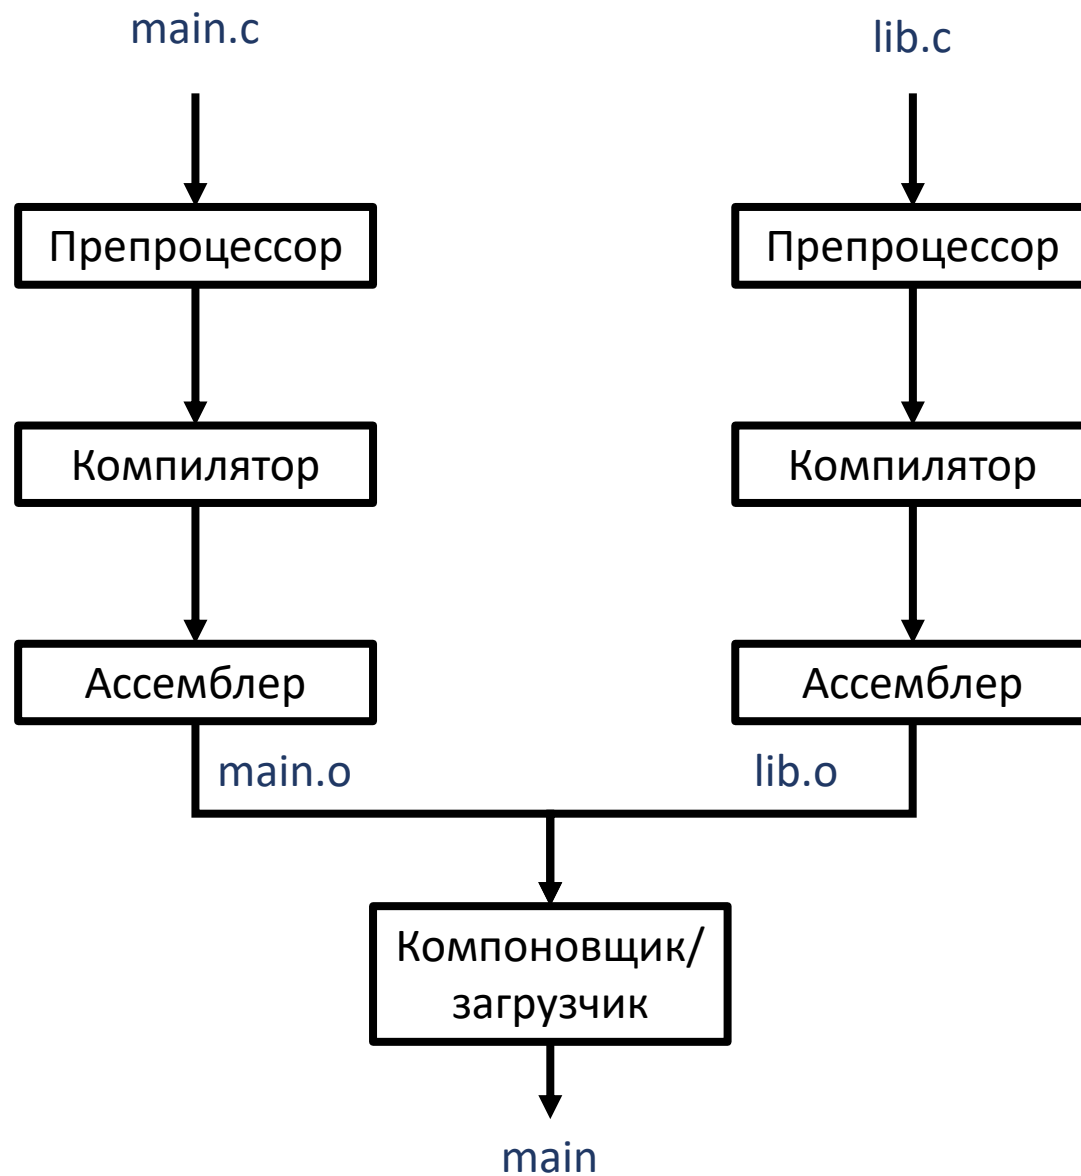 main.c
lib.c
Препроцессор
Препроцессор
Компилятор
Компилятор
Ассемблер
Ассемблер
main.o
lib.o
Компоновщик/
загрузчик
main